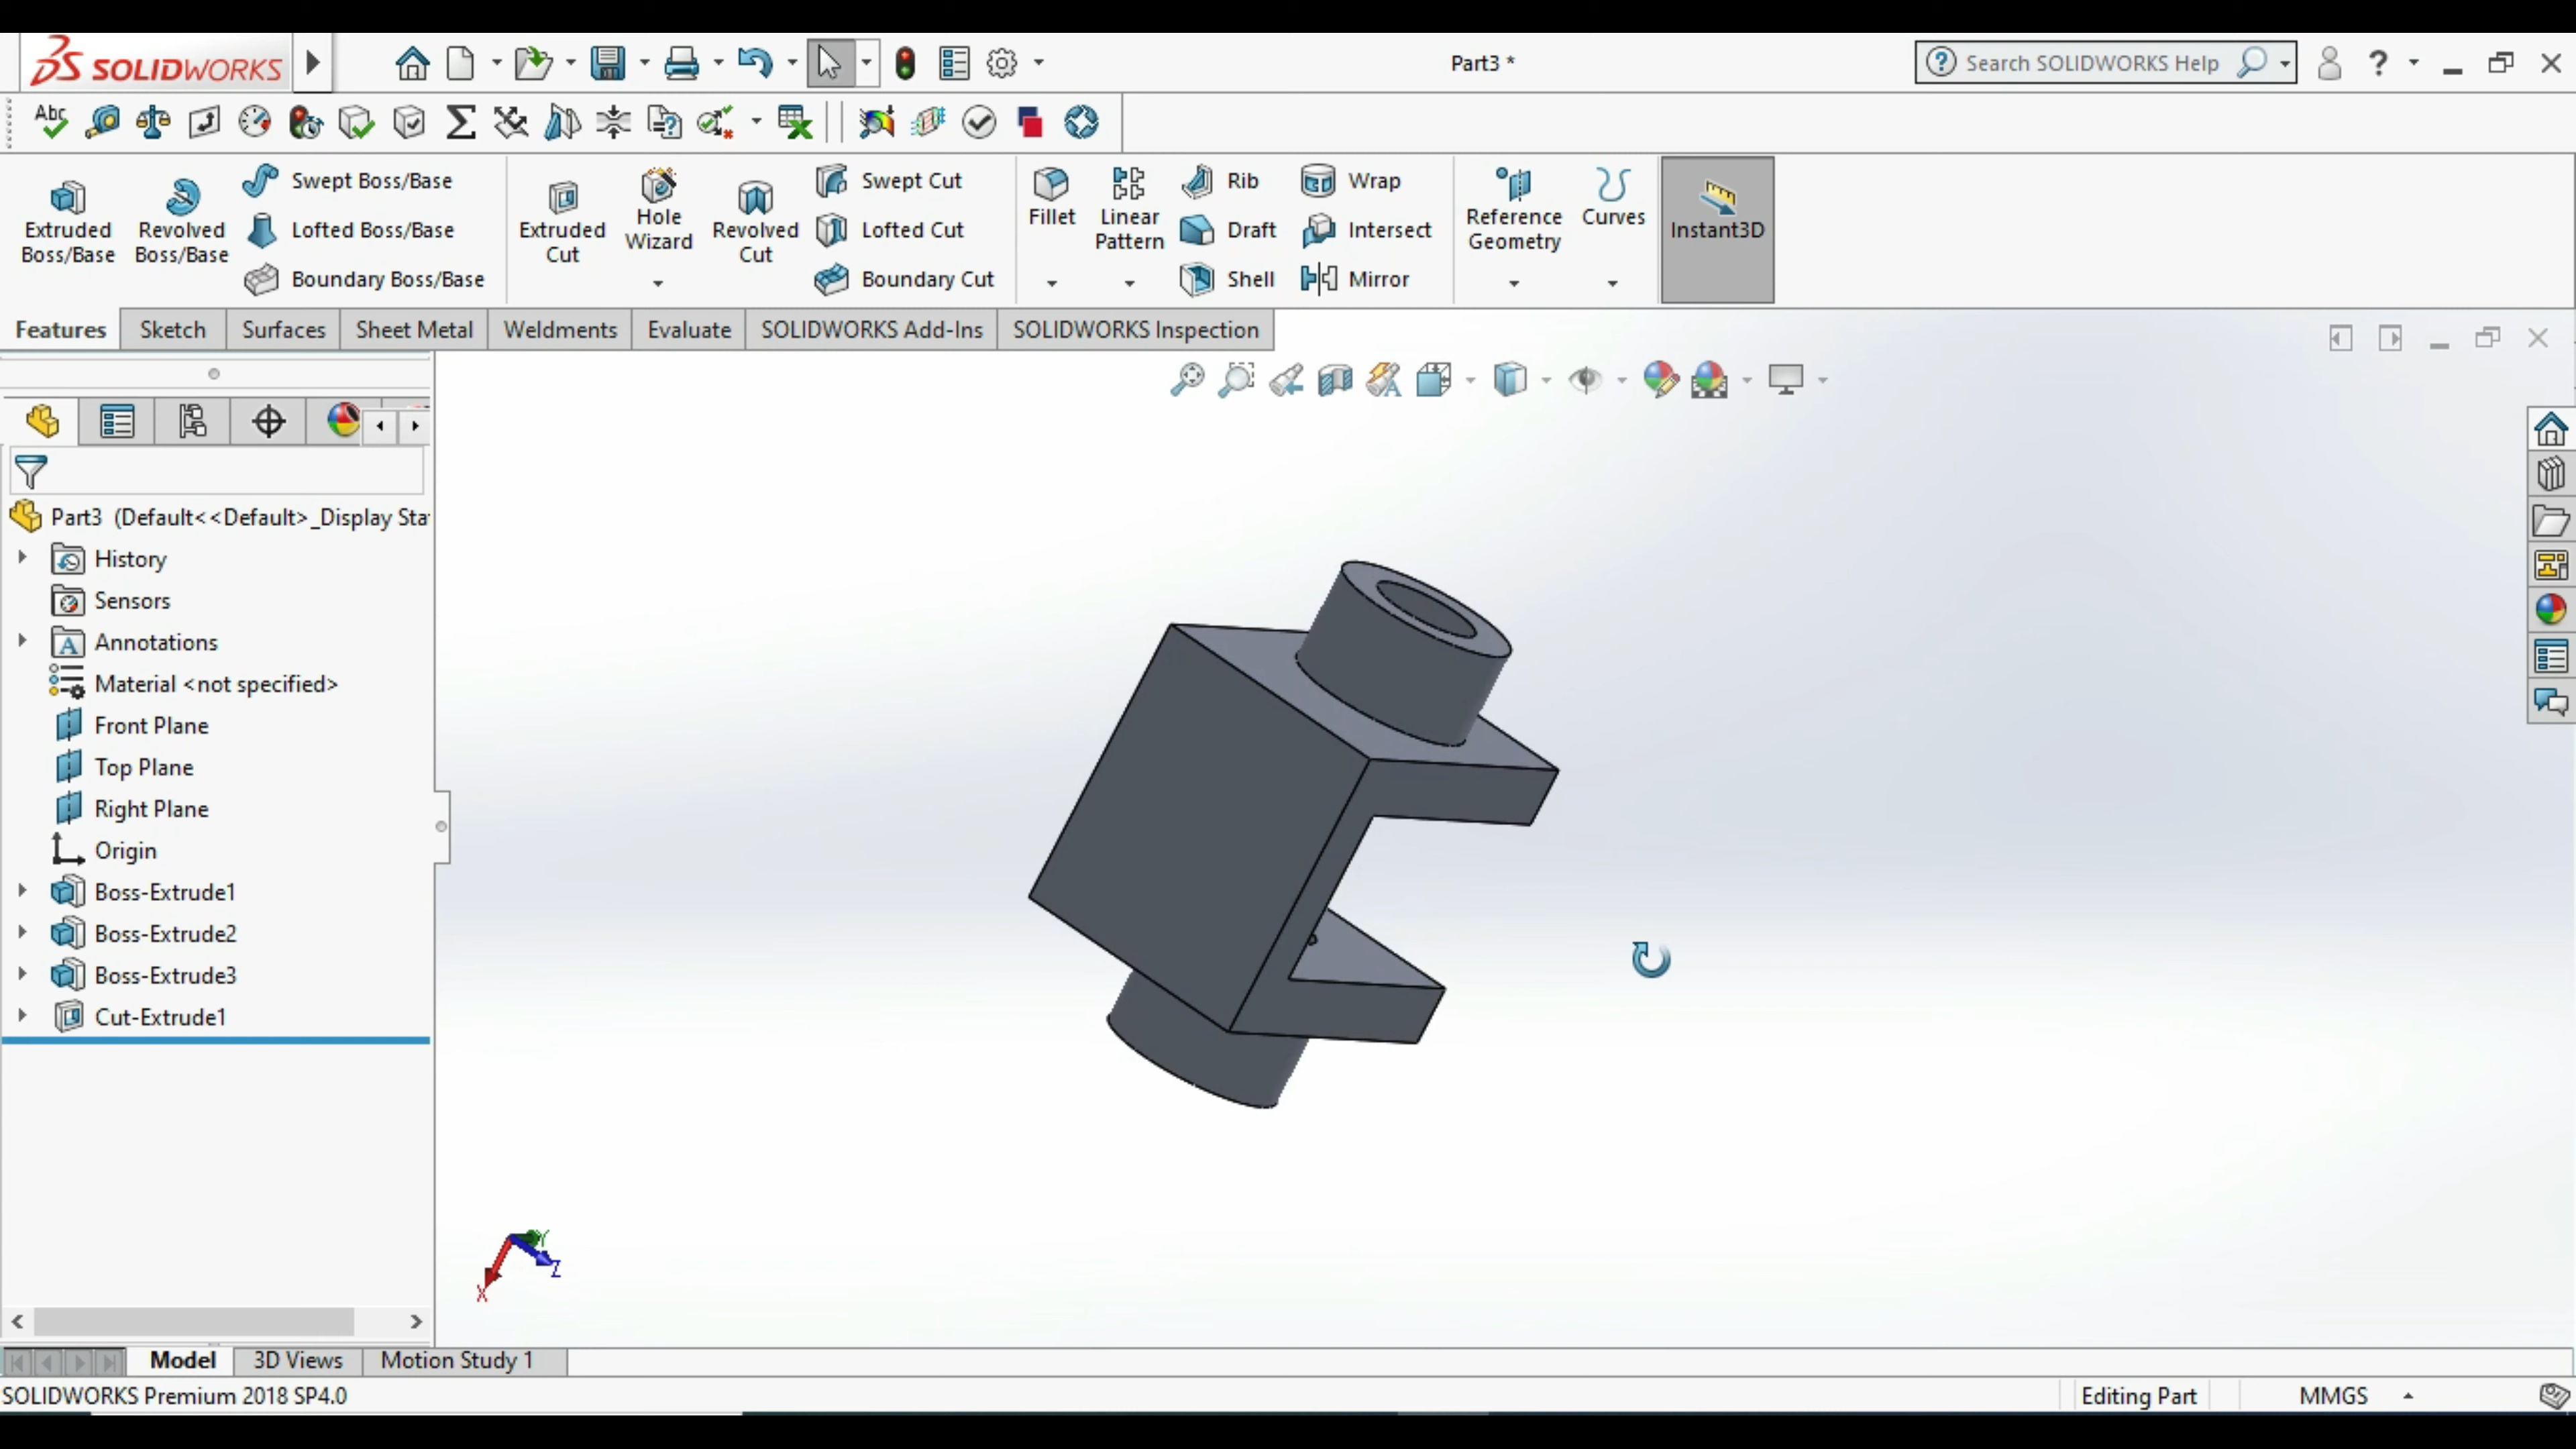 SOLIDWORKS
Part3 *
Search SOLIDWORKS Help
?
Abc
Extruded Boss/Base
Revolved Boss/Base
Swept Boss/Base
Lofted Boss/Base
Boundary Boss/Base
Extruded Cut
Hole Wizard
Revolved Cut
Swept Cut
Lofted Cut
Boundary Cut
Fillet
Linear Pattern
Rib
Draft
Shell
Wrap
Intersect
Mirror
Reference Geometry
Curves
Instant3D
Features
Sketch
Surfaces
Sheet Metal
Weldments
Evaluate
SOLIDWORKS Add-Ins
SOLIDWORKS Inspection
Part3 (Default<<Default>_Display Sta
History
Sensors
Annotations
Material <not specified>
Front Plane
Top Plane
Right Plane
Origin
Boss-Extrude1
Boss-Extrude2
Boss-Extrude3
Cut-Extrude1
Y
Z
X
Model
3D Views
Motion Study 1
SOLIDWORKS Premium 2018 SP4.0
Editing Part
MMGS